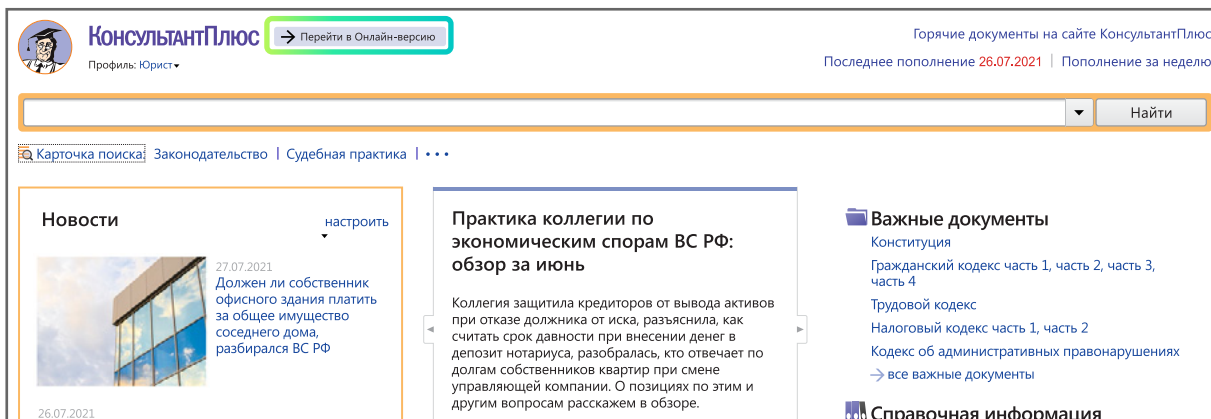 КонсультантПлюс
Перейти в Онлайн-версию
Горячие документы на сайте КонсультантПлюс
Профиль: Юрист
Последнее пополнение 26.07.2021 | Пополнение за неделю
Найти
Карточка поиска Законодательство | Судебная практика | •••
Новости
настроить
27.07.2021
Должен ли собственник
офисного здания платить
за общее имущество
соседнего дома,
разбирался ВС РФ
26.07.2021
Практика коллегии по
экономическим спорам ВС РФ:
обзор за июнь
Коллегия защитила кредиторов от вывода активов
при отказе должника от иска, разъяснила, как
считать срок давности при внесении денег в
депозит нотариуса, разобралась, кто отвечает по
долгам собственников квартир при смене
управляющей компании. О позициях по этим и
другим вопросам расскажем в обзоре.
Важные документы
Конституция
Гражданский кодекс часть 1, часть 2, часть 3,
часть 4
Трудовой кодекс
Налоговый кодекс часть 1, часть 2
Кодекс об административных правонарушениях
все важные документы
Справочная информация